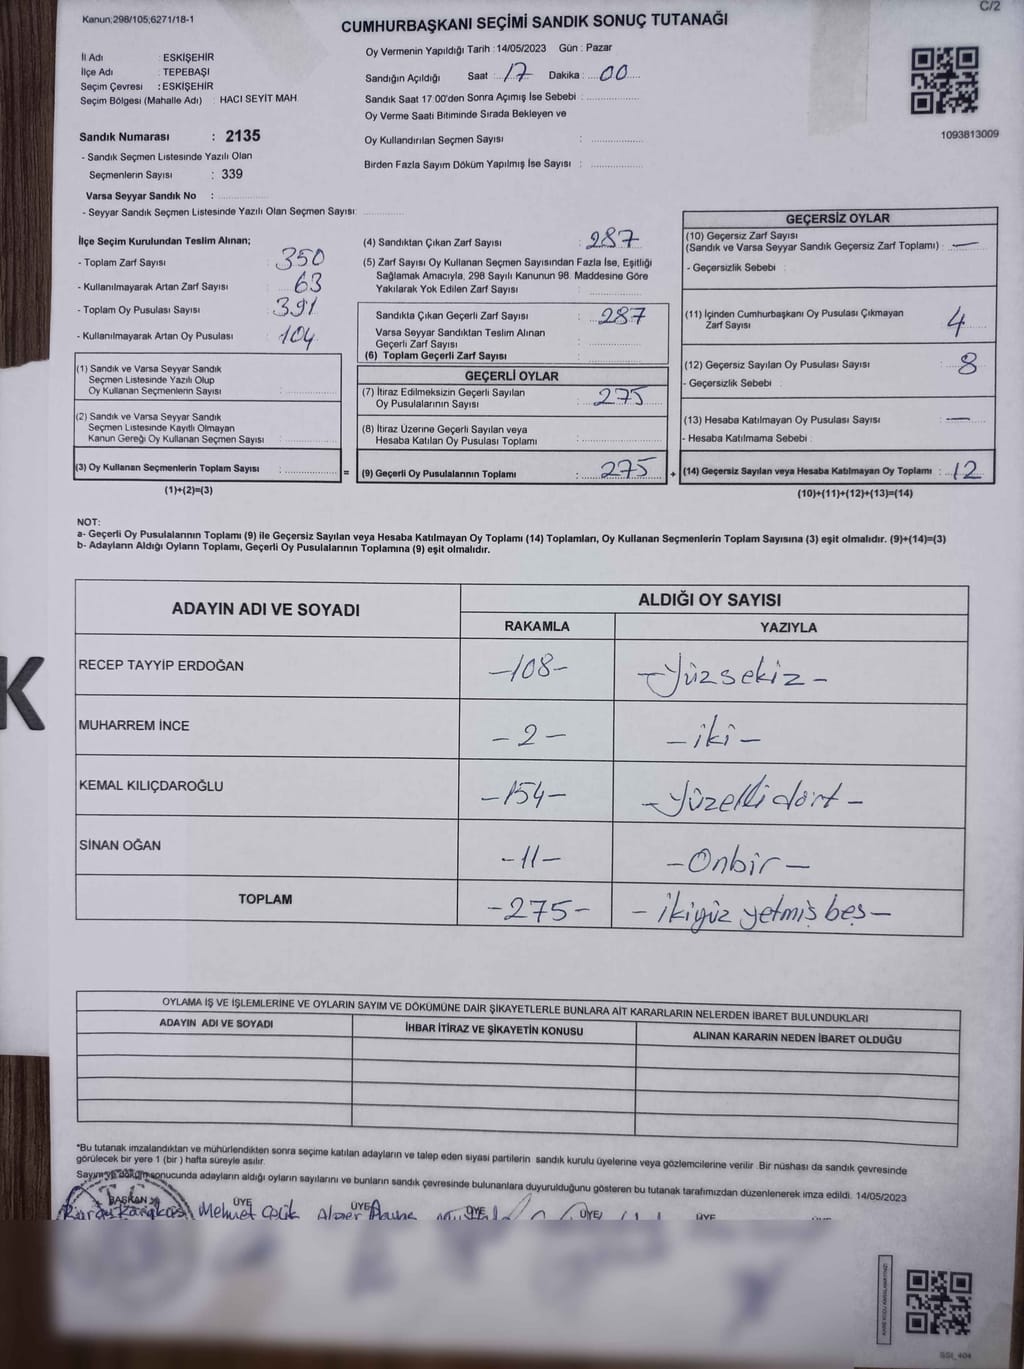 C/2
Kanun;298/105;6271/18-1
CUMHURBAŞKANI SEÇİMİ SANDIK SONUÇ TUTANAĞI
İl Adı : ESKİŞEHİR
İlçe Adı : TEPEBAŞI
Seçim Çevresi : ESKİŞEHİR
Seçim Bölgesi (Mahalle Adı) : HACI SEYİT MAH
Oy Vermenin Yapıldığı Tarih : 14/05/2023 Gün : Pazar
Sandığın Açıldığı Saat : 17 Dakika : 00
Sandık Saat 17 00'den Sonra Açımış İse Sebebi :
Oy Verme Saati Bitiminde Sırada Bekleyen ve
Oy Kullandırılan Seçmen Sayısı :
Birden Fazla Sayım Döküm Yapılmış İse Sayısı :
1093813009
Sandık Numarası : 2135
- Sandık Seçmen Listesinde Yazılı Olan
Seçmenlerin Sayısı : 339
Varsa Seyyar Sandık No :
- Seyyar Sandık Seçmen Listesinde Yazılı Olan Seçmen Sayısı:
İlçe Seçim Kurulundan Teslim Alınan;
- Toplam Zarf Sayısı : 350
- Kullanılmayarak Artan Zarf Sayısı : 63
- Toplam Oy Pusulası Sayısı : 391
- Kullanılmayarak Artan Oy Pusulası : 104
(1) Sandık ve Varsa Seyyar Sandık
Seçmen Listesinde Yazılı Olup
Oy Kullanan Seçmenlerin Sayısı :
(2) Sandık ve Varsa Seyyar Sandık
Seçmen Listesinde Kayıtlı Olmayan
Kanun Gereği Oy Kullanan Seçmen Sayısı :
(3) Oy Kullanan Seçmenlerin Toplam Sayısı : =
(1)+(2)=(3)
(4) Sandıktan Çıkan Zarf Sayısı : 287
(5) Zarf Sayısı Oy Kullanan Seçmen Sayısından Fazla İse, Eşitliği
Sağlamak Amacıyla, 298 Sayılı Kanunun 98. Maddesine Göre
Yakılarak Yok Edilen Zarf Sayısı :
Sandıkta Çıkan Geçerli Zarf Sayısı : 287
Varsa Seyyar Sandıktan Teslim Alınan
Geçerli Zarf Sayısı :
(6) Toplam Geçerli Zarf Sayısı :
GEÇERLİ OYLAR
(7) İtiraz Edilmeksizin Geçerli Sayılan
Oy Pusulalarının Sayısı : 275
(8) İtiraz Üzerine Geçerli Sayılan veya
Hesaba Katılan Oy Pusulası Toplamı :
(9) Geçerli Oy Pusulalarının Toplamı : 275 +
GEÇERSİZ OYLAR
(10) Geçersiz Zarf Sayısı
(Sandık ve Varsa Seyyar Sandık Geçersiz Zarf Toplamı) : —
- Geçersizlik Sebebi :
(11) İçinden Cumhurbaşkanı Oy Pusulası Çıkmayan
Zarf Sayısı : 4
(12) Geçersiz Sayılan Oy Pusulası Sayısı : 8
- Geçersizlik Sebebi :
(13) Hesaba Katılmayan Oy Pusulası Sayısı : —
- Hesaba Katılmama Sebebi :
(14) Geçersiz Sayılan veya Hesaba Katılmayan Oy Toplamı : 12
(10)+(11)+(12)+(13)=(14)
NOT:
a- Geçerli Oy Pusulalarının Toplamı (9) ile Geçersiz Sayılan veya Hesaba Katılmayan Oy Toplamı (14) Toplamları, Oy Kullanan Seçmenlerin Toplam Sayısına (3) eşit olmalıdır. (9)+(14)=(3)
b- Adayların Aldığı Oyların Toplamı, Geçerli Oy Pusulalarının Toplamına (9) eşit olmalıdır.
ADAYIN ADI VE SOYADI ALDIĞI OY SAYISI
RAKAMLA YAZIYLA
RECEP TAYYİP ERDOĞAN -108- -Yüzsekiz-
MUHARREM İNCE -2- -iki-
KEMAL KILIÇDAROĞLU -154- -Yüzellidört-
SİNAN OĞAN -11- -Onbir-
TOPLAM -275- -ikiyüz yetmiş beş-
OYLAMA İŞ VE İŞLEMLERİNE VE OYLARIN SAYIM VE DÖKÜMÜNE DAİR ŞİKAYETLERLE BUNLARA AİT KARARLARIN NELERDEN İBARET BULUNDUKLARI
ADAYIN ADI VE SOYADI İHBAR İTİRAZ VE ŞİKAYETİN KONUSU ALINAN KARARIN NEDEN İBARET OLDUĞU
*Bu tutanak imzalandıktan ve mühürlendikten sonra seçime katılan adayların ve talep eden siyasi partilerin sandık kurulu üyelerine veya gözlemcilerine verilir. Bir nüshası da sandık çevresinde
görülecek bir yere 1 (bir) hafta süreyle asılır.
Sayım ve döküm sonucunda adayların aldığı oyların sayılarını ve bunların sandık çevresinde bulunanlara duyurulduğunu gösteren bu tutanak tarafımızdan düzenlenerek imza edildi. 14/05/2023
BAŞKAN ÜYE ÜYE ÜYE ÜYE ÜYE
Mehmet Çelik
K